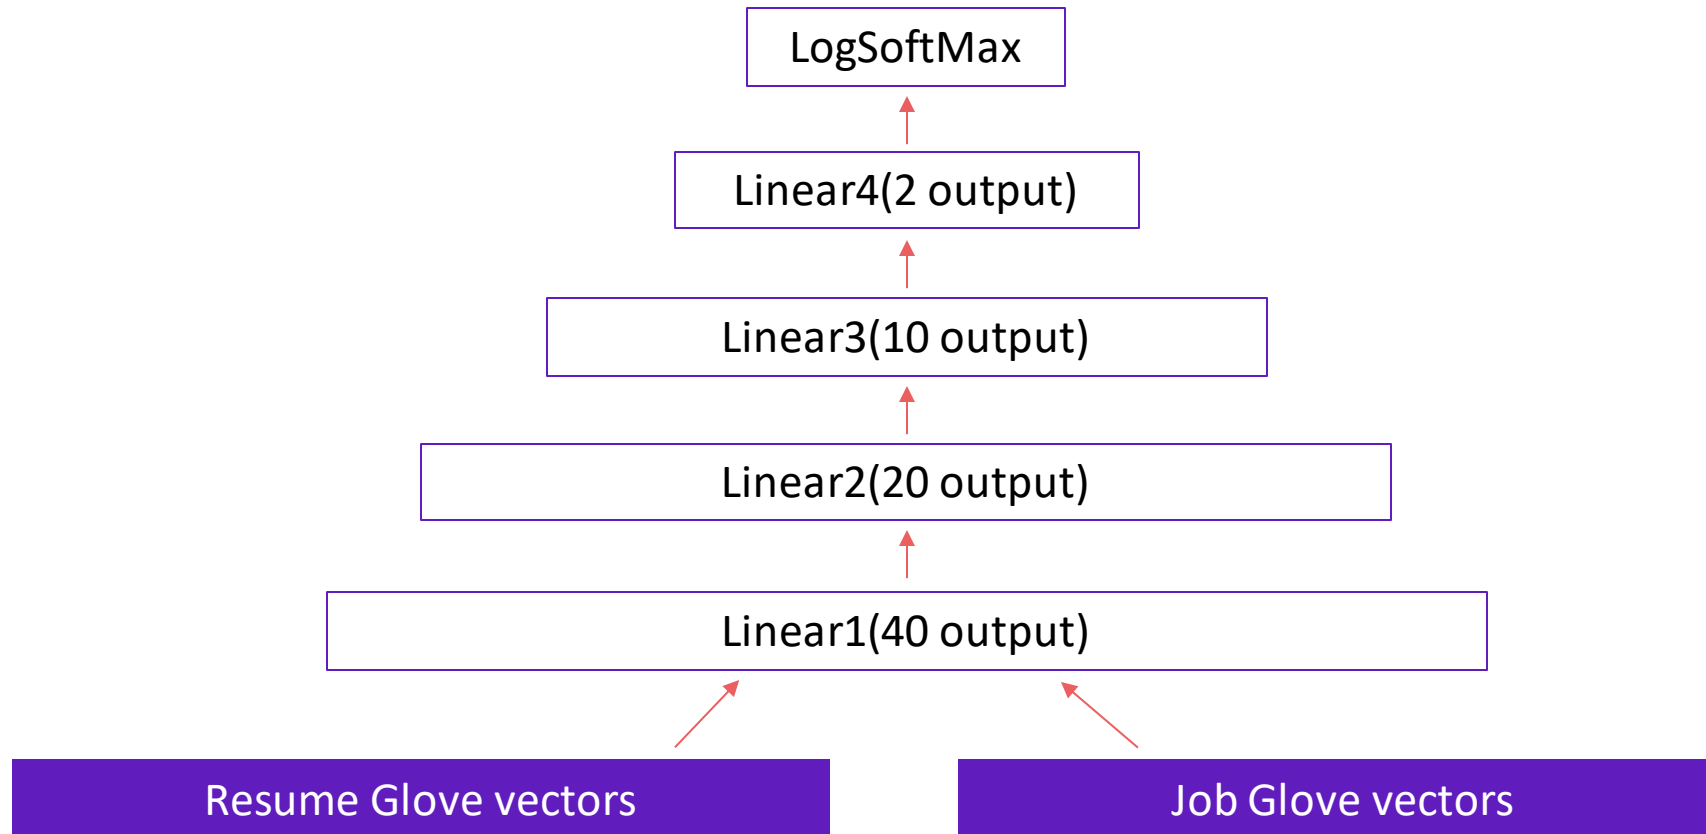 LogSoftMax
Linear4(2 output)
Linear3(10 output)
Linear2(20 output)
Linear1(40 output)
Resume Glove vectors
Job Glove vectors